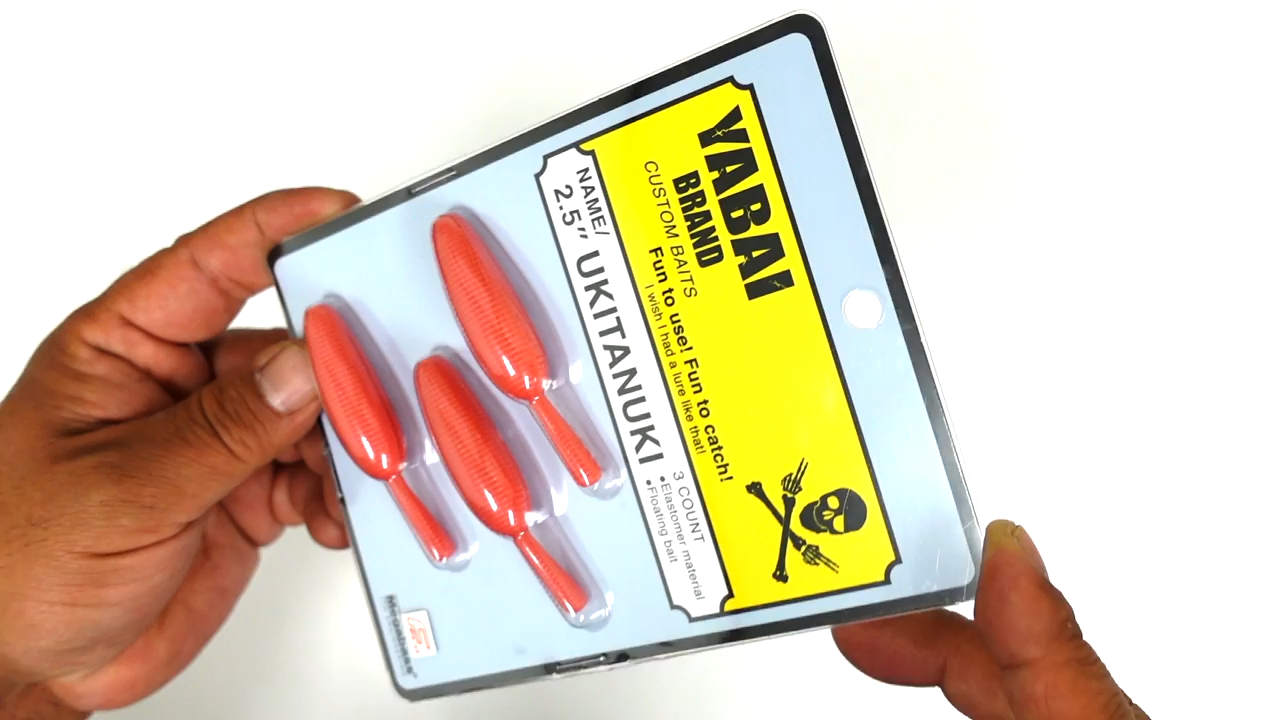 YABAI
BRAND
CUSTOM BAITS
Fun to use! Fun to catch!
I wish I had a lure like that!
NAME/
2.5″ UKITANUKI
3 COUNT
•Elastomer material
•Floating bait
Megabass